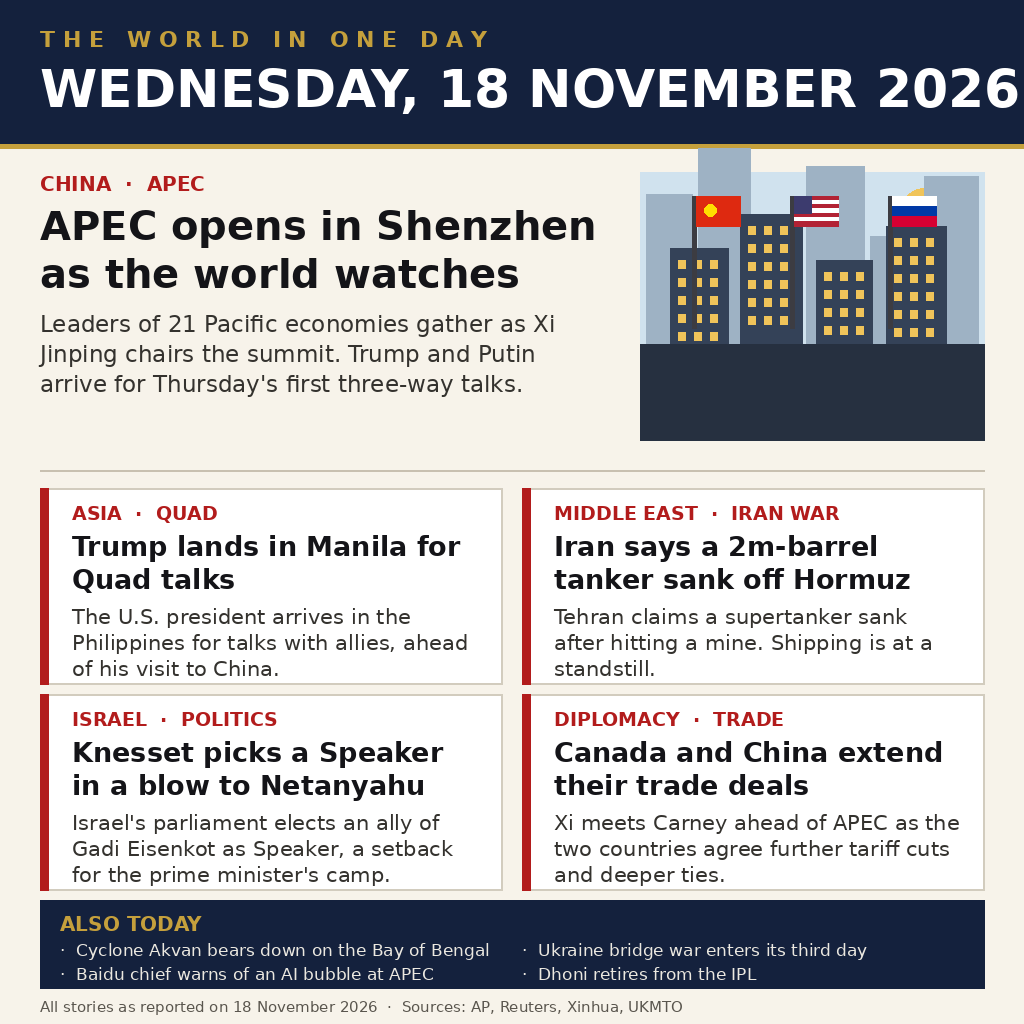 THE WORLD IN ONE DAY
WEDNESDAY, 18 NOVEMBER 2026
CHINA · APEC
APEC opens in Shenzhen
as the world watches
Leaders of 21 Pacific economies gather as Xi
Jinping chairs the summit. Trump and Putin
arrive for Thursday's first three-way talks.
ASIA · QUAD
Trump lands in Manila for
Quad talks
The U.S. president arrives in the
Philippines for talks with allies, ahead
of his visit to China.
MIDDLE EAST · IRAN WAR
Iran says a 2m-barrel
tanker sank off Hormuz
Tehran claims a supertanker sank
after hitting a mine. Shipping is at a
standstill.
ISRAEL · POLITICS
Knesset picks a Speaker
in a blow to Netanyahu
Israel's parliament elects an ally of
Gadi Eisenkot as Speaker, a setback
for the prime minister's camp.
DIPLOMACY · TRADE
Canada and China extend
their trade deals
Xi meets Carney ahead of APEC as the
two countries agree further tariff cuts
and deeper ties.
ALSO TODAY
· Cyclone Akvan bears down on the Bay of Bengal
· Baidu chief warns of an AI bubble at APEC
· Ukraine bridge war enters its third day
· Dhoni retires from the IPL
All stories as reported on 18 November 2026 · Sources: AP, Reuters, Xinhua, UKMTO